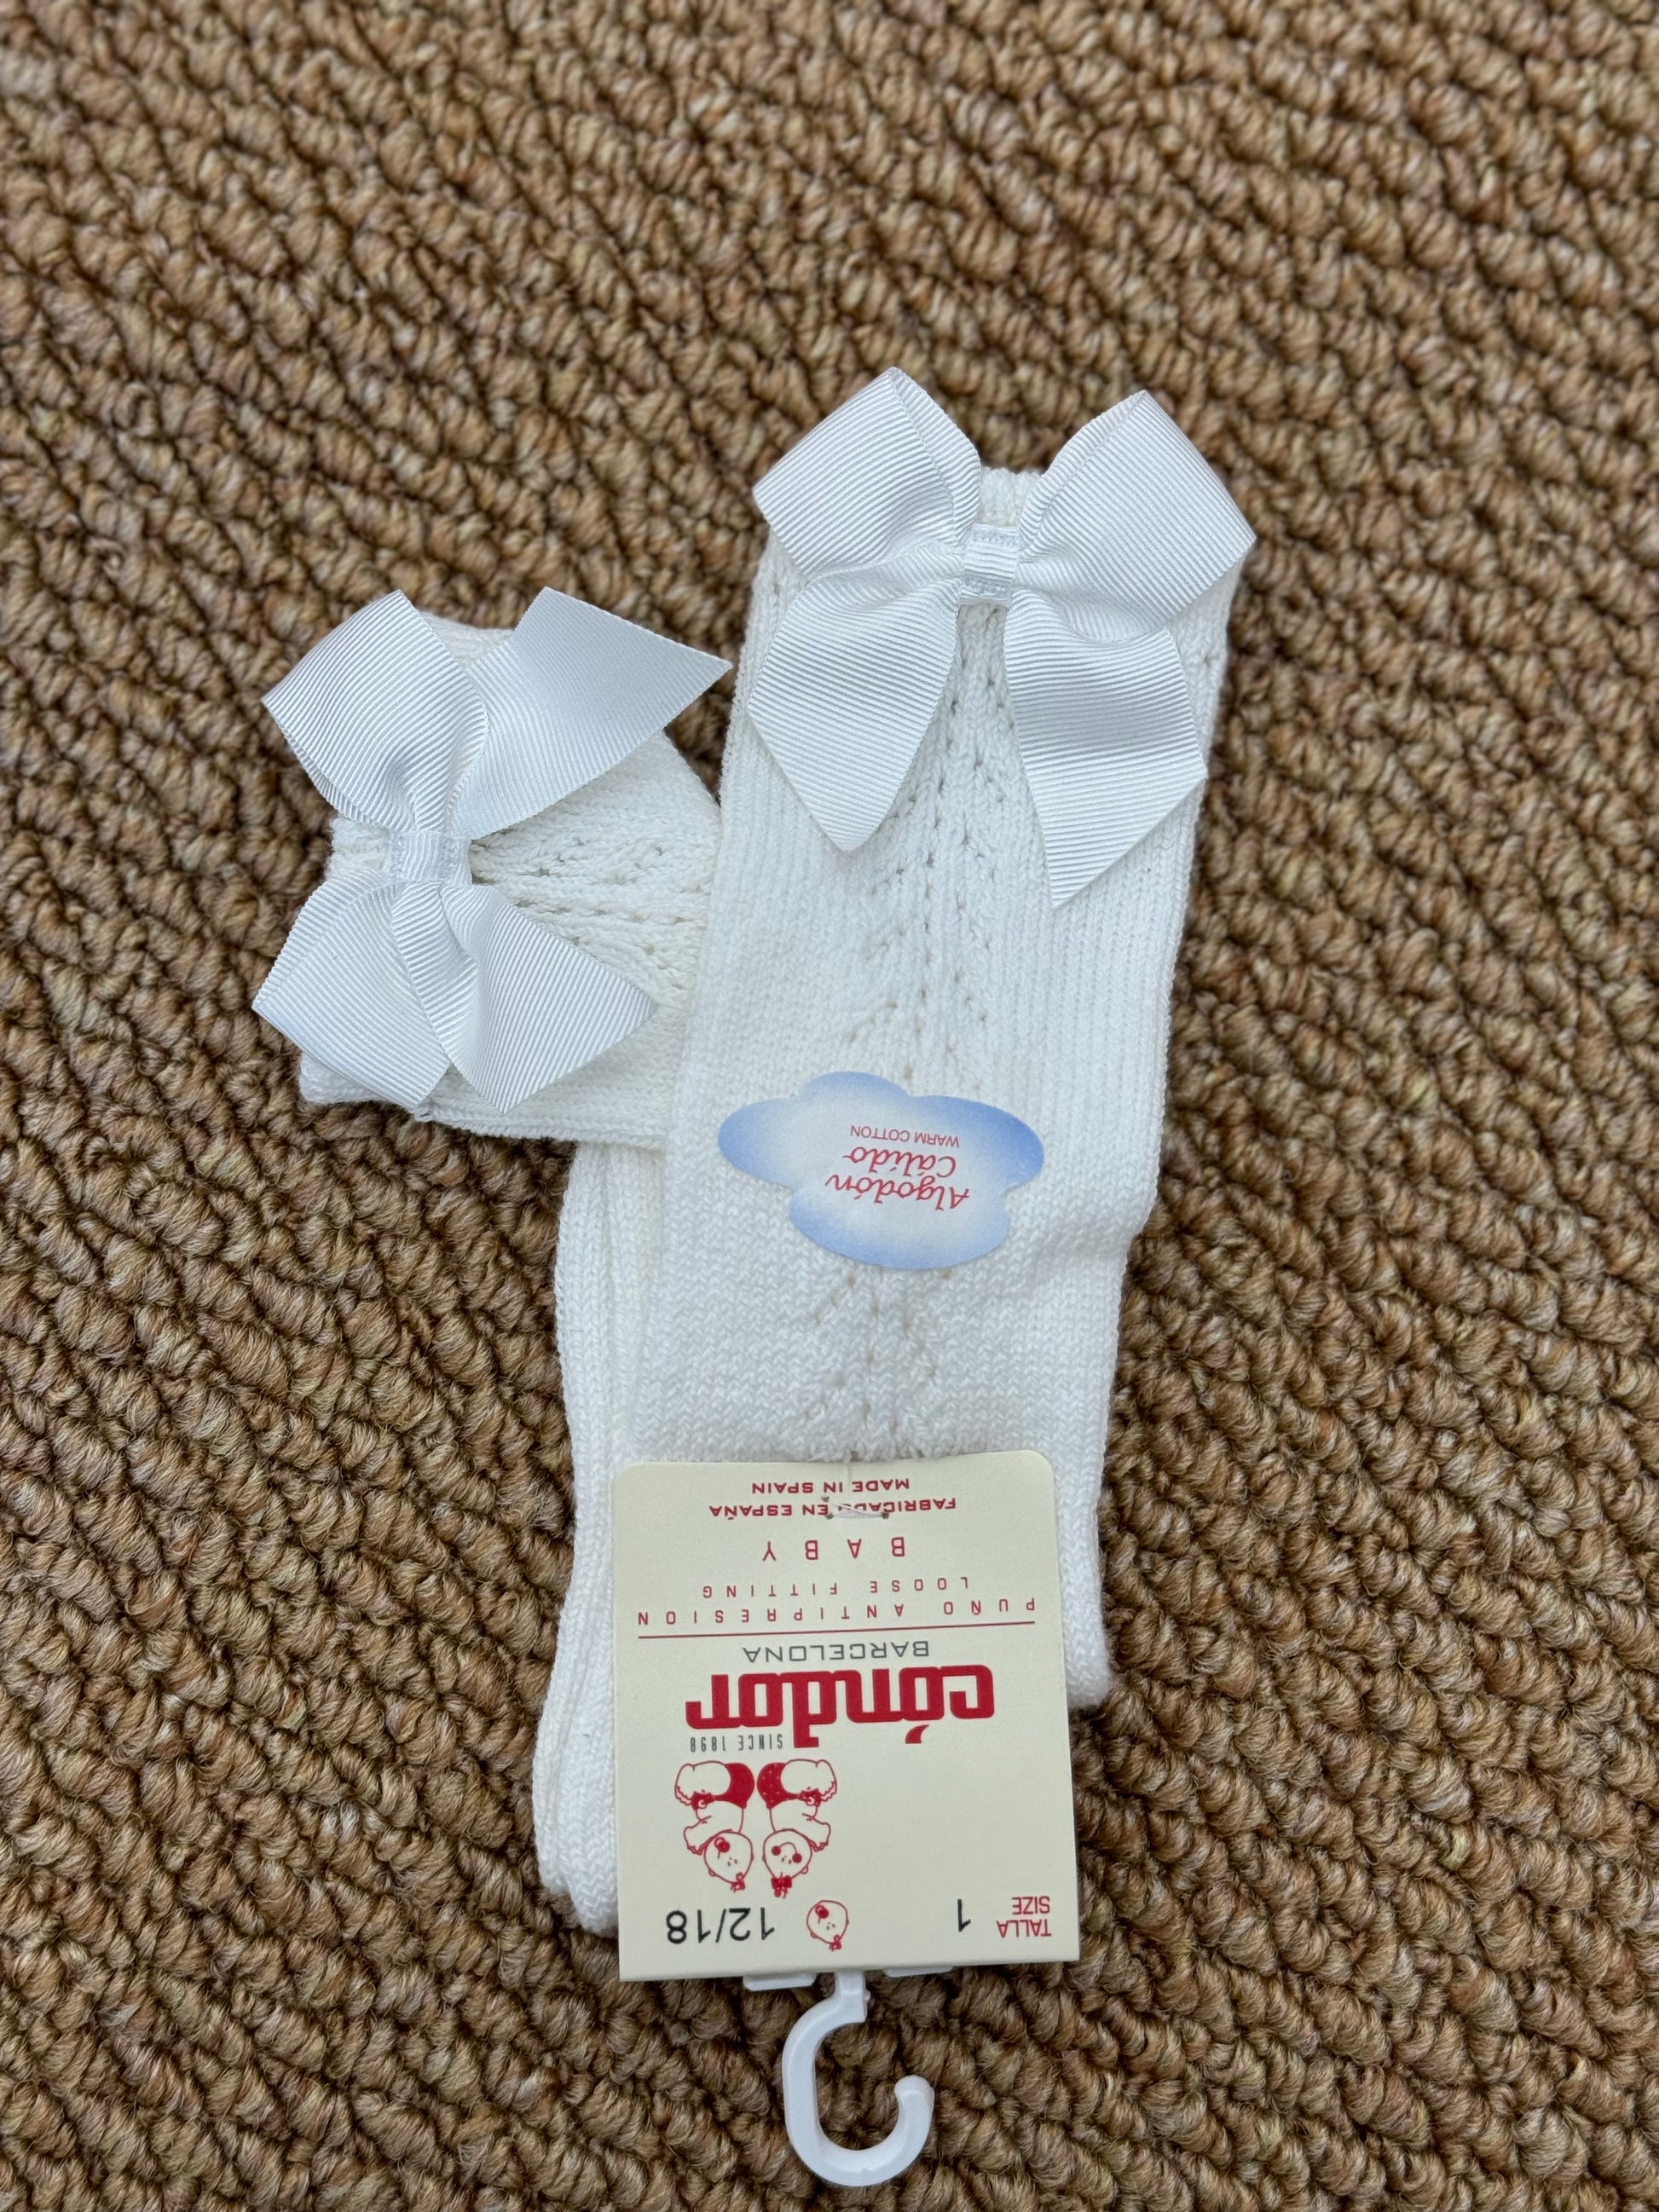 TALLA
SIZE
1
12/18
SINCE 1898
cóndor
BARCELONA
PUÑO ANTIPRESION
LOOSE FITTING
BABY
FABRICADO EN ESPAÑA
MADE IN SPAIN
Algodón
Cálido
WARM COTTON